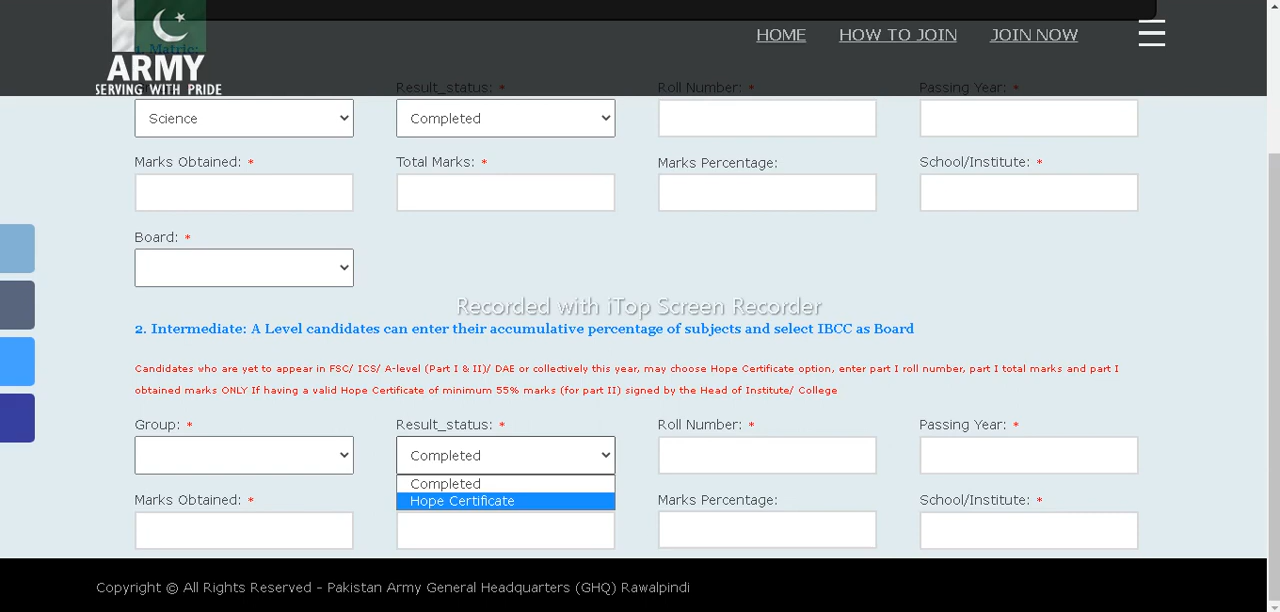 HOME HOW TO JOIN JOIN NOW
1. Matric:
ARMY
SERVING WITH PRIDE
Result_status: * Roll Number: * Passing Year: *
Science Completed
Marks Obtained: * Total Marks: * Marks Percentage: School/Institute: *
Board: *
Recorded with iTop Screen Recorder
2. Intermediate: A Level candidates can enter their accumulative percentage of subjects and select IBCC as Board
Candidates who are yet to appear in FSC/ ICS/ A-level (Part I & II)/ DAE or collectively this year, may choose Hope Certificate option, enter part I roll number, part I total marks and part I
obtained marks ONLY If having a valid Hope Certificate of minimum 55% marks (for part II) signed by the Head of Institute/ College
Group: * Result_status: * Roll Number: * Passing Year: *
Completed
Completed
Hope Certificate
Marks Obtained: * Marks Percentage: School/Institute: *
Copyright © All Rights Reserved - Pakistan Army General Headquarters (GHQ) Rawalpindi